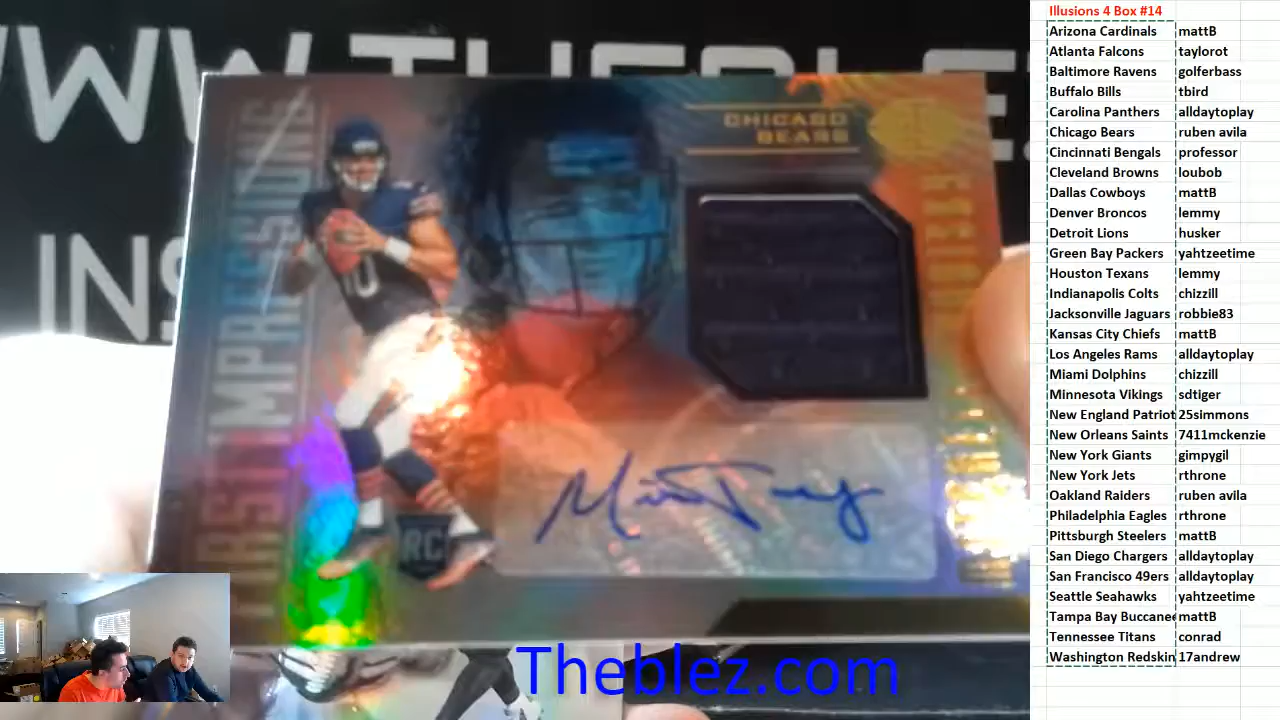 WWW.THEBLE
INS
FIRST IMPRESSIONS
CHICAGO
BEARS
10
RC
Theblez.com
Illusions 4 Box #14
Arizona Cardinals mattB
Atlanta Falcons taylorot
Baltimore Ravens golferbass
Buffalo Bills tbird
Carolina Panthers alldaytoplay
Chicago Bears ruben avila
Cincinnati Bengals professor
Cleveland Browns loubob
Dallas Cowboys mattB
Denver Broncos lemmy
Detroit Lions husker
Green Bay Packers yahtzeetime
Houston Texans lemmy
Indianapolis Colts chizzill
Jacksonville Jaguars robbie83
Kansas City Chiefs mattB
Los Angeles Rams alldaytoplay
Miami Dolphins chizzill
Minnesota Vikings sdtiger
New England Patriot 25simmons
New Orleans Saints 7411mckenzie
New York Giants gimpygil
New York Jets rthrone
Oakland Raiders ruben avila
Philadelphia Eagles rthrone
Pittsburgh Steelers mattB
San Diego Chargers alldaytoplay
San Francisco 49ers alldaytoplay
Seattle Seahawks yahtzeetime
Tampa Bay Buccanee mattB
Tennessee Titans conrad
Washington Redskin 17andrew